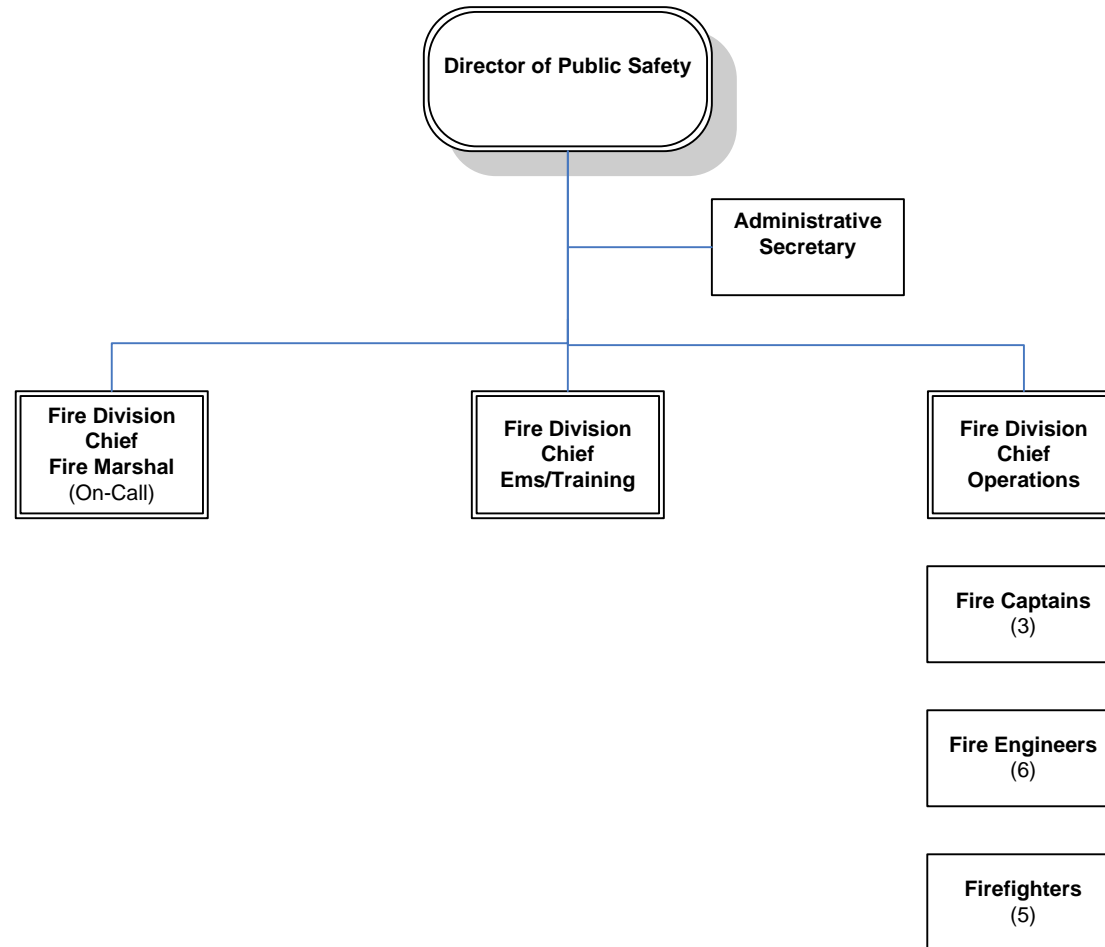 Director of Public Safety
Administrative
Secretary
Fire Division
Chief
Fire Marshal
(On-Call)
Fire Division
Chief
Ems/Training
Fire Division
Chief
Operations
Fire Captains
(3)
Fire Engineers
(6)
Firefighters
(5)